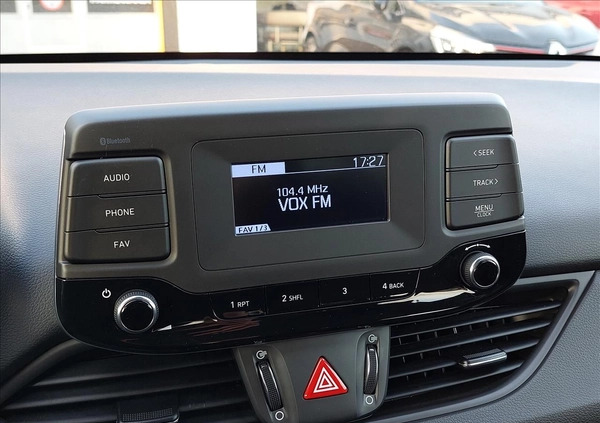 Bluetooth
AUDIO
PHONE
FAV
FM 17:27
104.4 MHz
VOX FM
FAV 1/3
< SEEK
TRACK >
MENU
CLOCK
1 RPT
2 SHFL
3
4 BACK